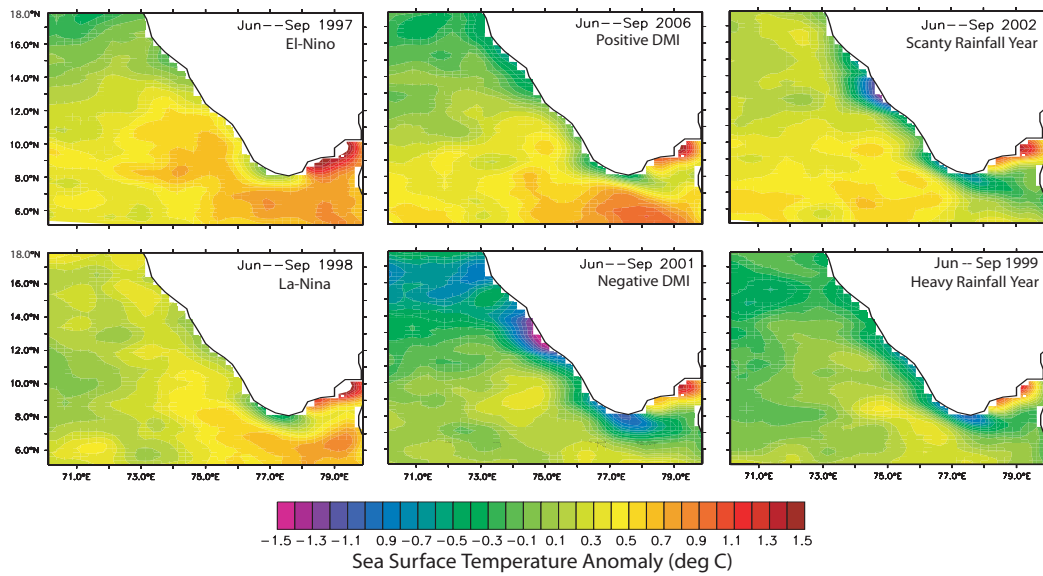 18.0°N
16.0°N
14.0°N
12.0°N
10.0°N
8.0°N
6.0°N
Jun--Sep 1997
El-Nino
Jun--Sep 2006
Positive DMI
Jun--Sep 2002
Scanty Rainfall Year
18.0°N
16.0°N
14.0°N
12.0°N
10.0°N
8.0°N
6.0°N
Jun--Sep 1998
La-Nina
Jun--Sep 2001
Negative DMI
Jun -- Sep 1999
Heavy Rainfall Year
71.0°E 73.0°E 75.0°E 77.0°E 79.0°E
71.0°E 73.0°E 75.0°E 77.0°E 79.0°E
71.0°E 73.0°E 75.0°E 77.0°E 79.0°E
−1.5 −1.3 −1.1 0.9 −0.9 −0.5 −0.3 −0.1 0.1 0.3 0.5 0.7 0.9 1.1 1.3 1.5
Sea Surface Temperature Anomaly (deg C)